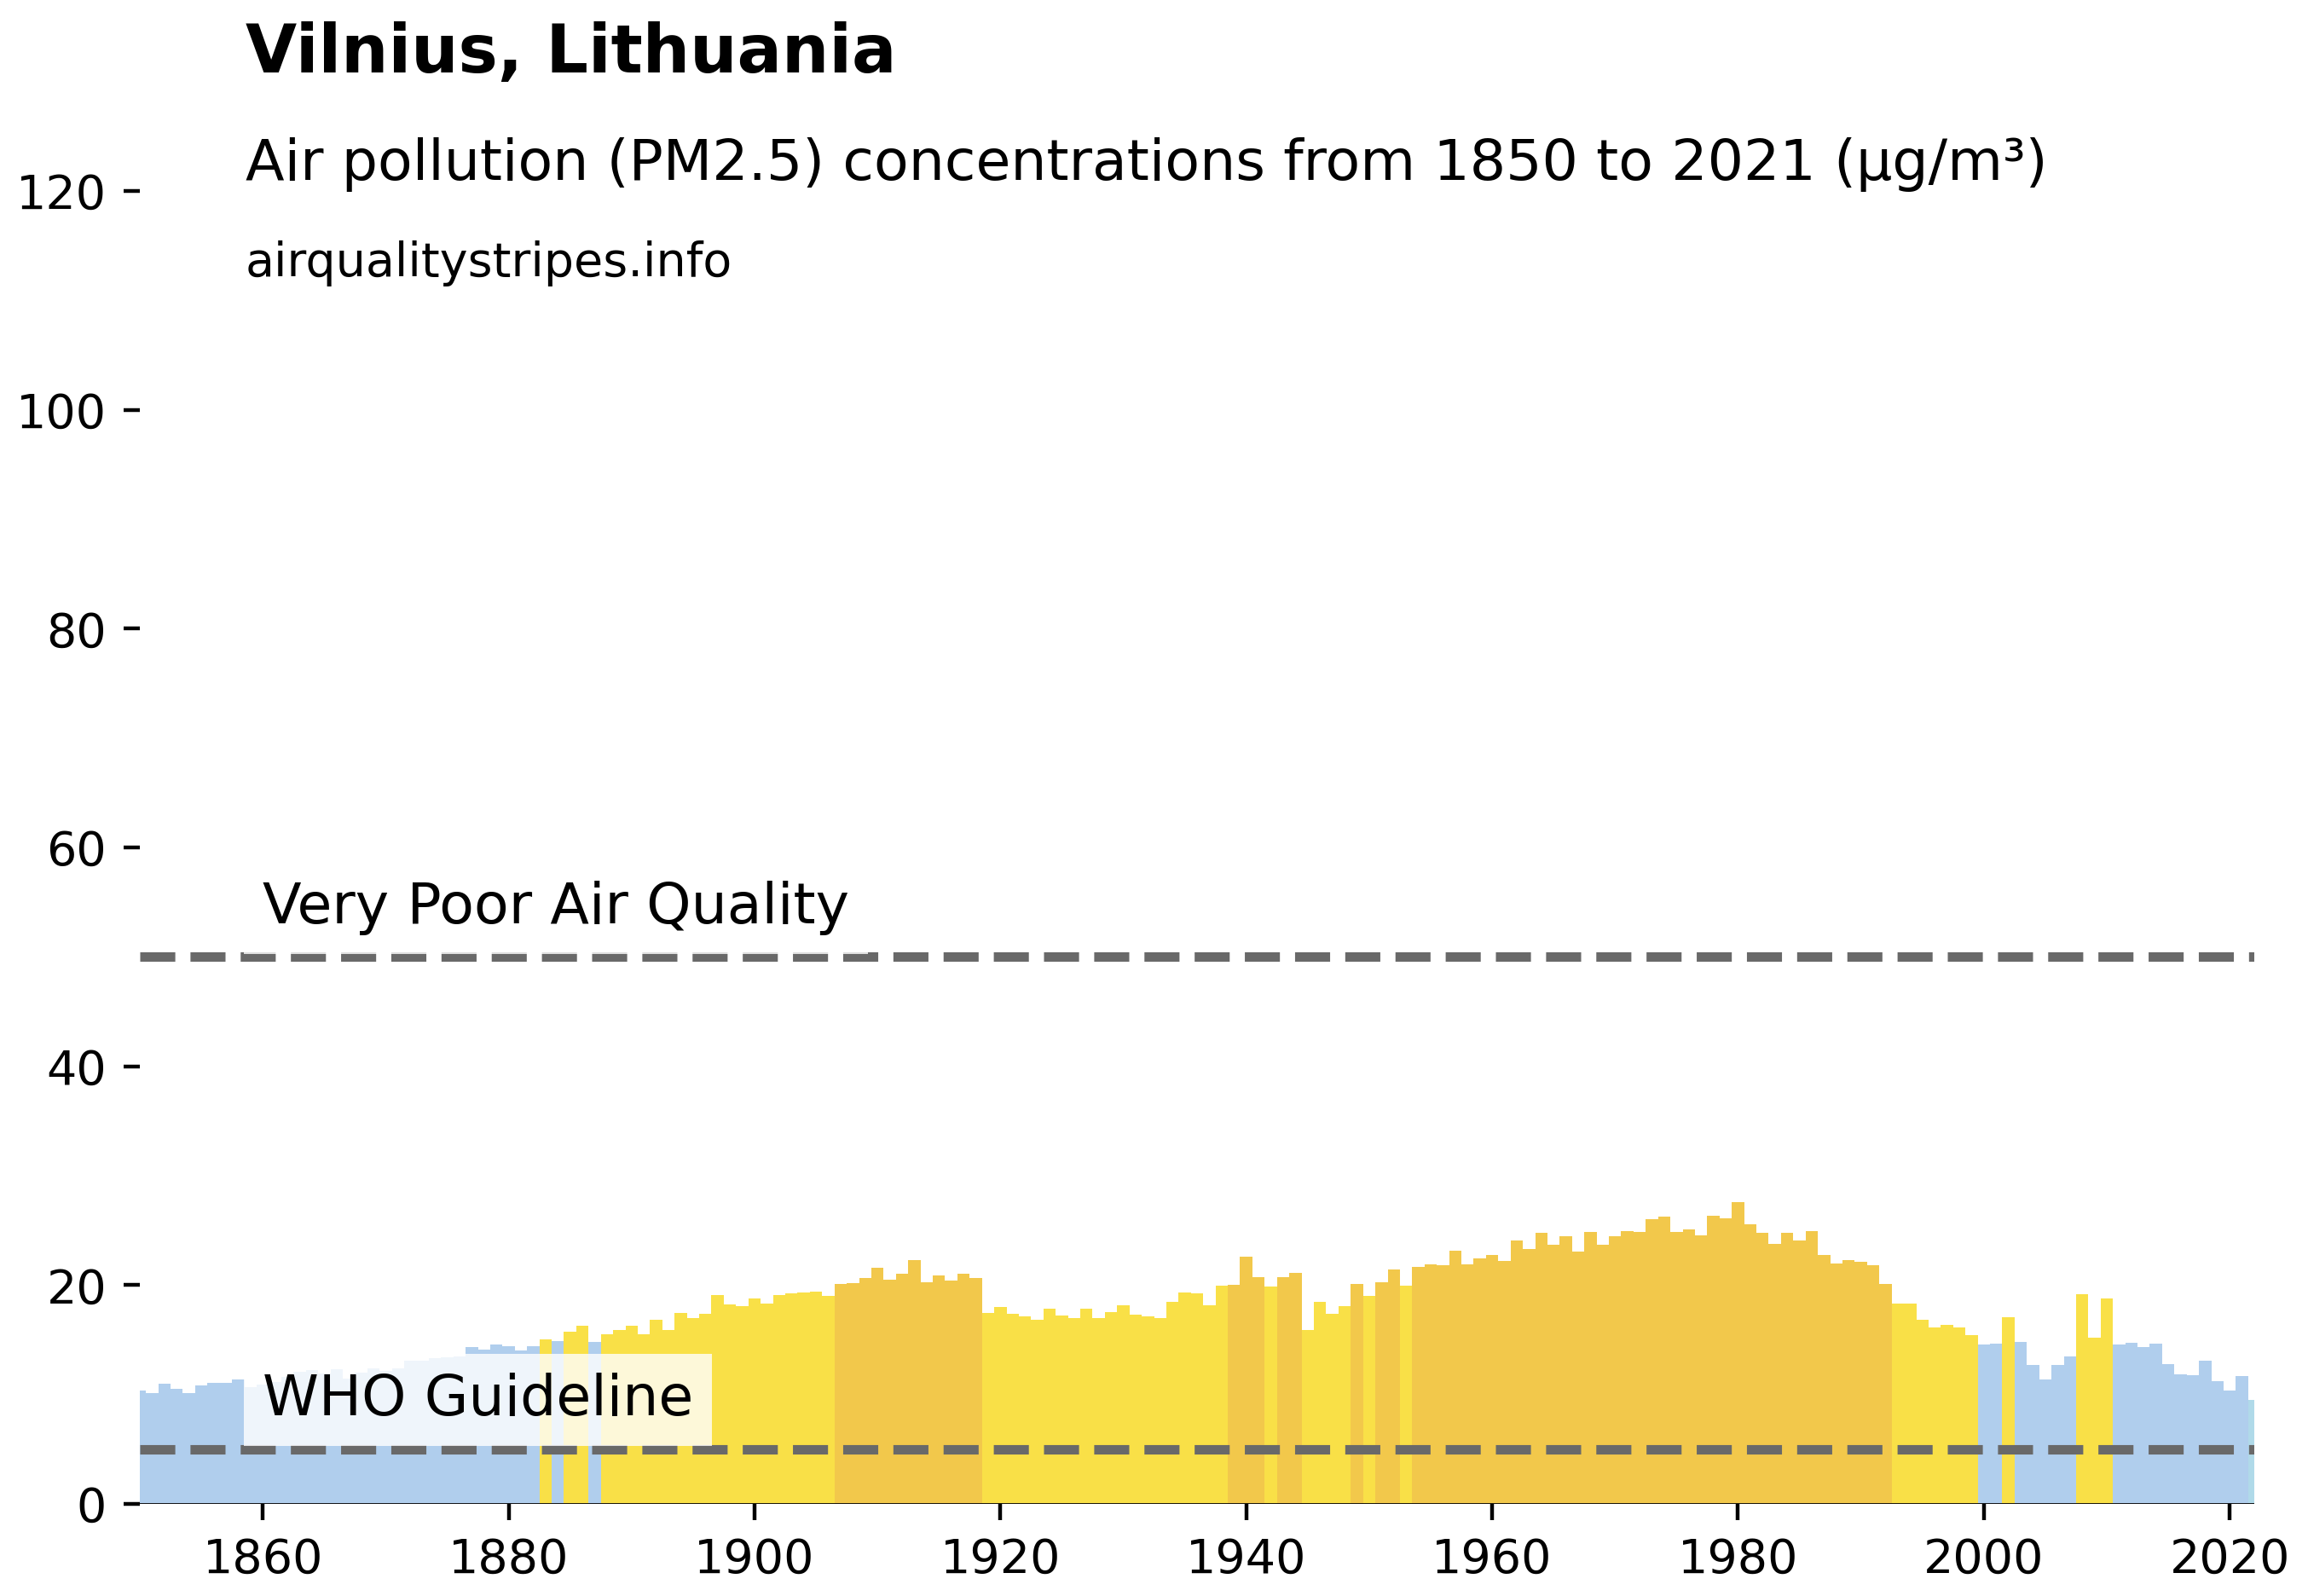 Vilnius, Lithuania
Air pollution (PM2.5) concentrations from 1850 to 2021 (µg/m³)
airqualitystripes.info
120
100
80
60
Very Poor Air Quality
40
20
WHO Guideline
0
1860 1880 1900 1920 1940 1960 1980 2000 2020